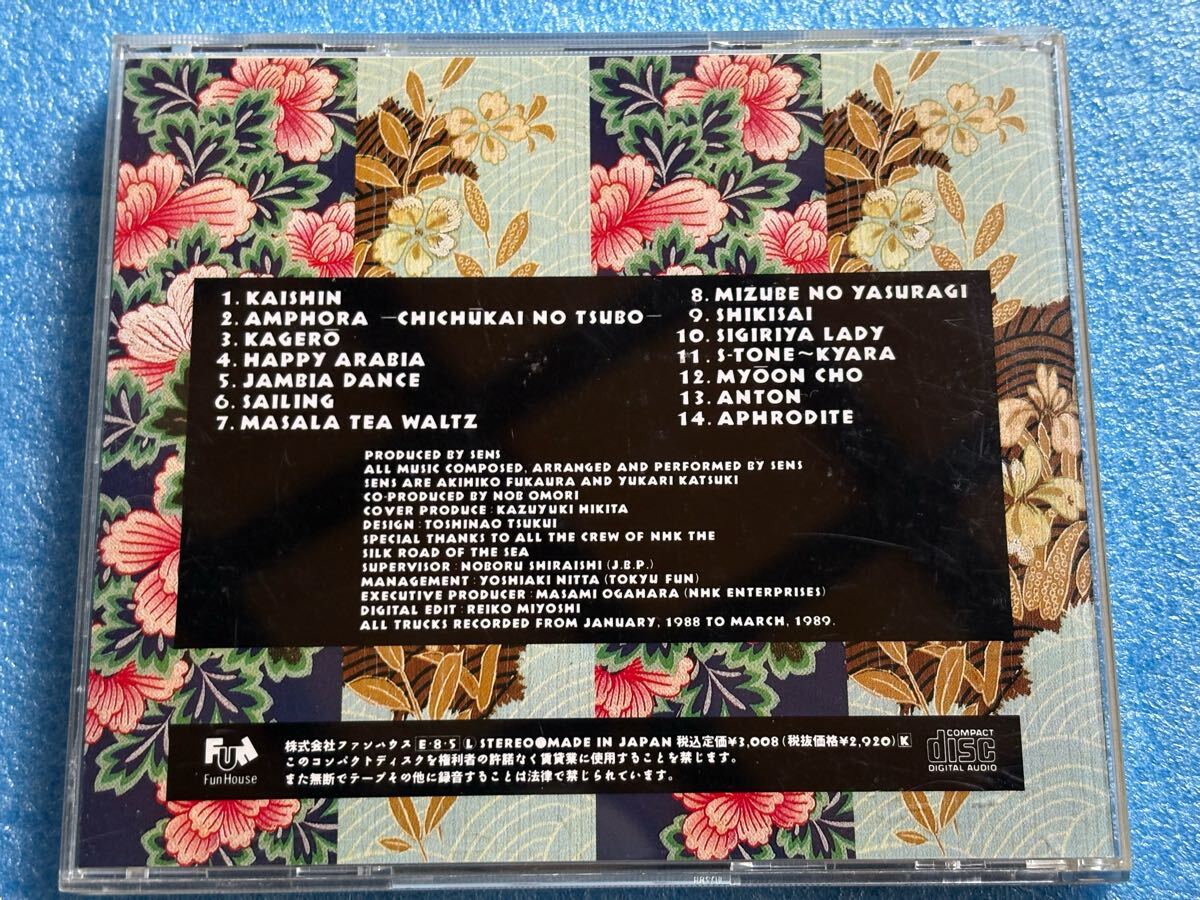 1. KAISHIN
2. AMPHORA —CHICHŪKAI NO TSUBO—
3. KAGERŌ
4. HAPPY ARABIA
5. JAMBIA DANCE
6. SAILING
7. MASALA TEA WALTZ
8. MIZUBE NO YASURAGI
9. SHIKISAI
10. SIGIRIYA LADY
11. S-TONE~KYARA
12. MYŌON CHO
13. ANTON
14. APHRODITE
PRODUCED BY SENS
ALL MUSIC COMPOSED, ARRANGED AND PERFORMED BY SENS
SENS ARE AKIHIKO FUKAURA AND YUKARI KATSUKI
CO-PRODUCED BY NOB OMORI
COVER PRODUCE : KAZUYUKI HIKITA
DESIGN : TOSHINAO TSUKUI
SPECIAL THANKS TO ALL THE CREW OF NHK THE
SILK ROAD OF THE SEA
SUPERVISOR : NOBORU SHIRAISHI (J.B.P.)
MANAGEMENT : YOSHIAKI NITTA (TOKYU FUN)
EXECUTIVE PRODUCER : MASAMI OGAHARA (NHK ENTERPRISES)
DIGITAL EDIT : REIKO MIYOSHI
ALL TRUCKS RECORDED FROM JANUARY, 1988 TO MARCH, 1989.
FUN
Fun House
株式会社ファンハウス E·8·5 L STEREO●MADE IN JAPAN 税込定価¥3,008(税抜価格¥2,920) K
このコンパクトディスクを権利者の許諾なく賃貸業に使用することを禁じます。
また無断でテープその他に録音することは法律で禁じられています。
COMPACT
disc
DIGITAL AUDIO